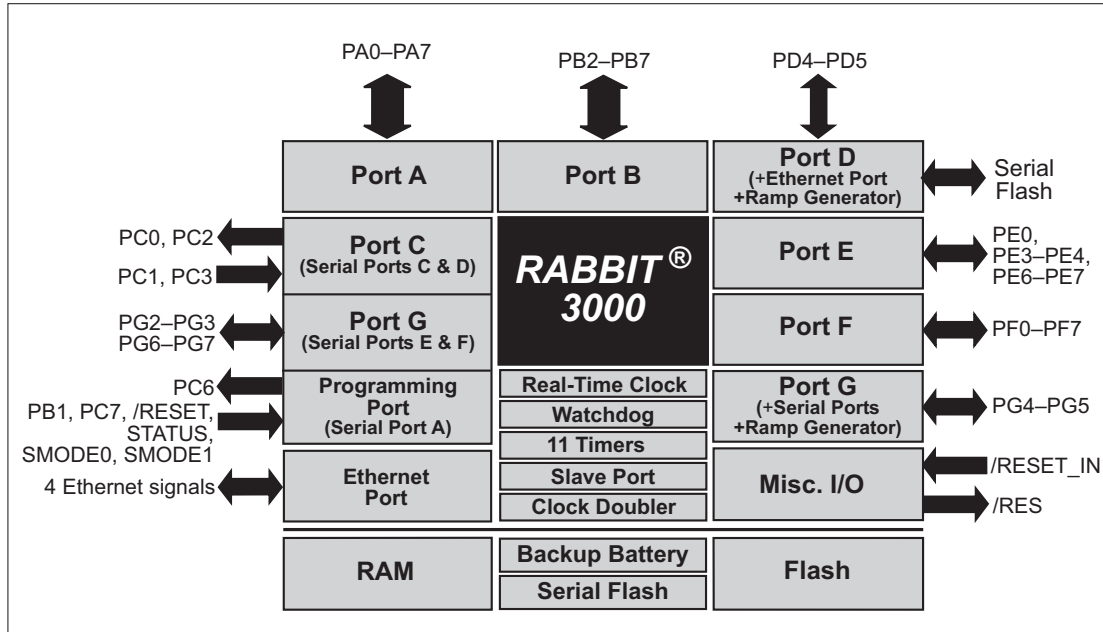 PA0–PA7
PB2–PB7
PD4–PD5
Port A
Port B
Port D
(+Ethernet Port
+Ramp Generator)
Serial
Flash
PC0, PC2
PC1, PC3
Port C
(Serial Ports C & D)
RABBIT ®
3000
Port E
PE0,
PE3–PE4,
PE6–PE7
PG2–PG3
PG6–PG7
Port G
(Serial Ports E & F)
Port F
PF0–PF7
PC6
PB1, PC7, /RESET,
STATUS,
SMODE0, SMODE1
Programming
Port
(Serial Port A)
Real-Time Clock
Watchdog
11 Timers
Slave Port
Clock Doubler
Port G
(+Serial Ports
+Ramp Generator)
PG4–PG5
4 Ethernet signals
Ethernet
Port
Misc. I/O
/RESET_IN
/RES
RAM
Backup Battery
Serial Flash
Flash